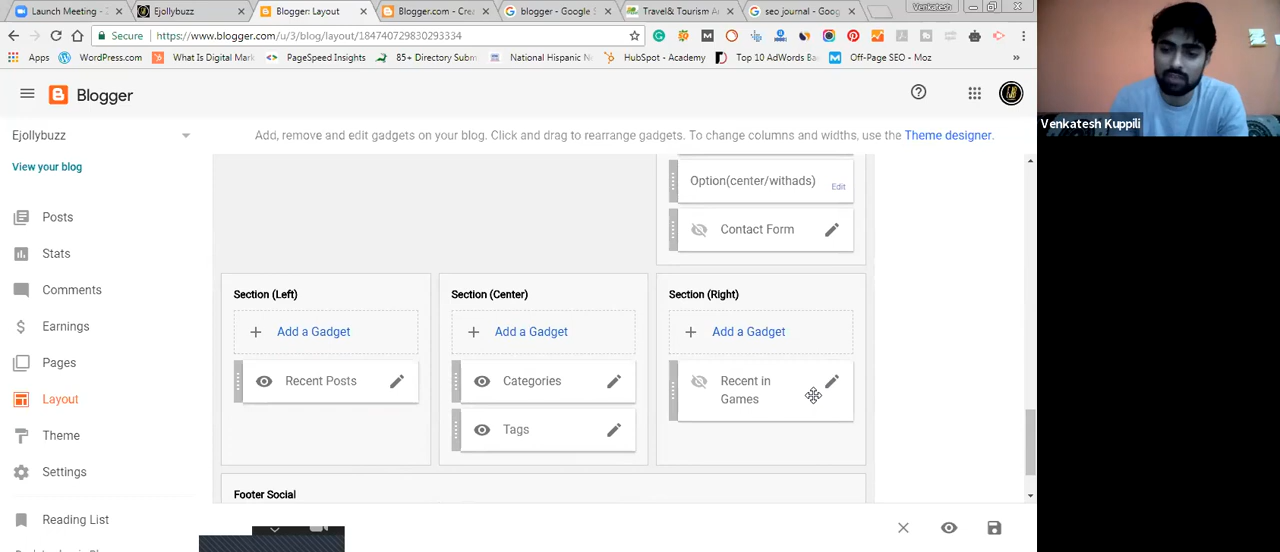 Launch Meeting - Z
Ejollybuzz
Blogger: Layout
Blogger.com - Crea
blogger - Google S
Travel& Tourism A
seo journal - Goog
Venkatesh
Secure
https://www.blogger.com/u/3/blog/layout/184740729830293334
Apps
WordPress.com
What Is Digital Mark
PageSpeed Insights
85+ Directory Subm
National Hispanic N
HubSpot - Academy
Top 10 AdWords Ba
Off-Page SEO - Moz
»
Blogger
Venkatesh Kuppili
Ejollybuzz
Add, remove and edit gadgets on your blog. Click and drag to rearrange gadgets. To change columns and widths, use the Theme designer.
View your blog
Option(center/withads)
Edit
Contact Form
Posts
Stats
Comments
Earnings
Pages
Layout
Theme
Settings
Reading List
Section (Left)
Add a Gadget
Recent Posts
Section (Center)
Add a Gadget
Categories
Tags
Section (Right)
Add a Gadget
Recent in
Games
Footer Social